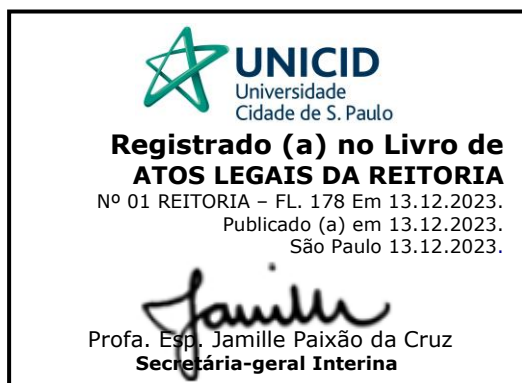 UNICID
Universidade
Cidade de S. Paulo
Registrado (a) no Livro de
ATOS LEGAIS DA REITORIA
Nº 01 REITORIA – FL. 178 Em 13.12.2023.
Publicado (a) em 13.12.2023.
São Paulo 13.12.2023.
Jamille
Profa. Esp. Jamille Paixão da Cruz
Secretária-geral Interina